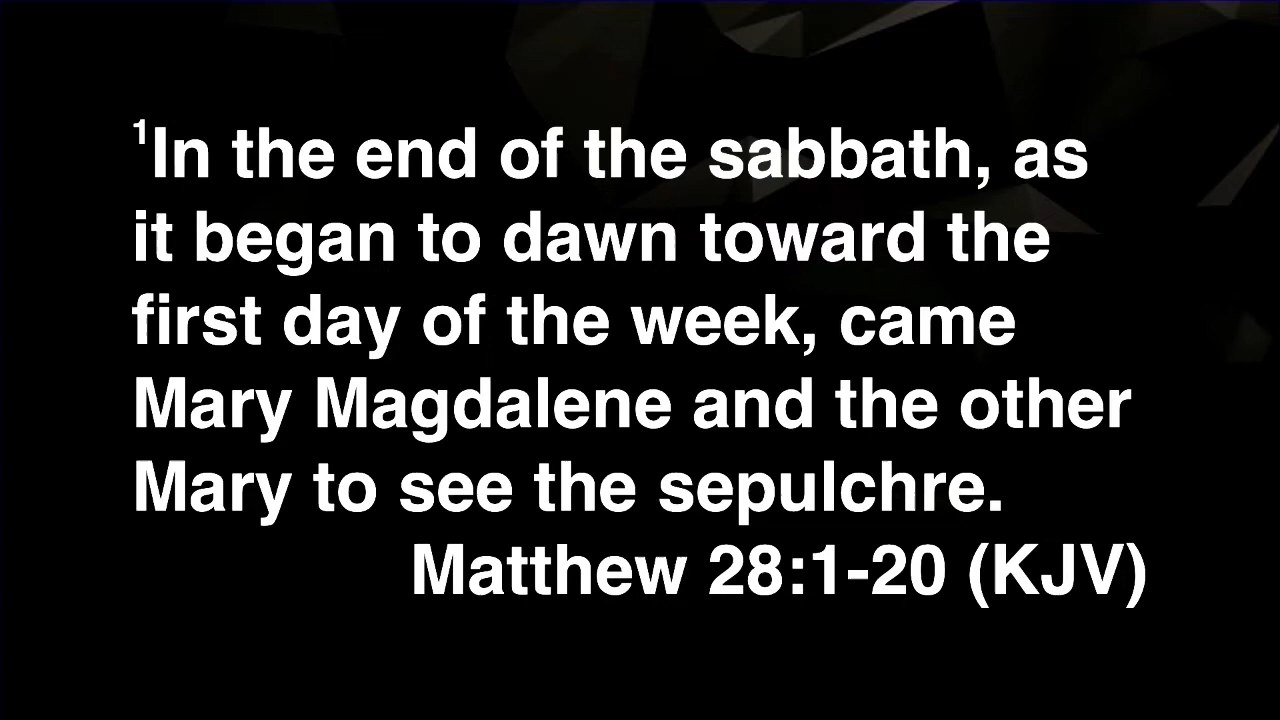 ¹In the end of the sabbath, as
it began to dawn toward the
first day of the week, came
Mary Magdalene and the other
Mary to see the sepulchre.
Matthew 28:1-20 (KJV)